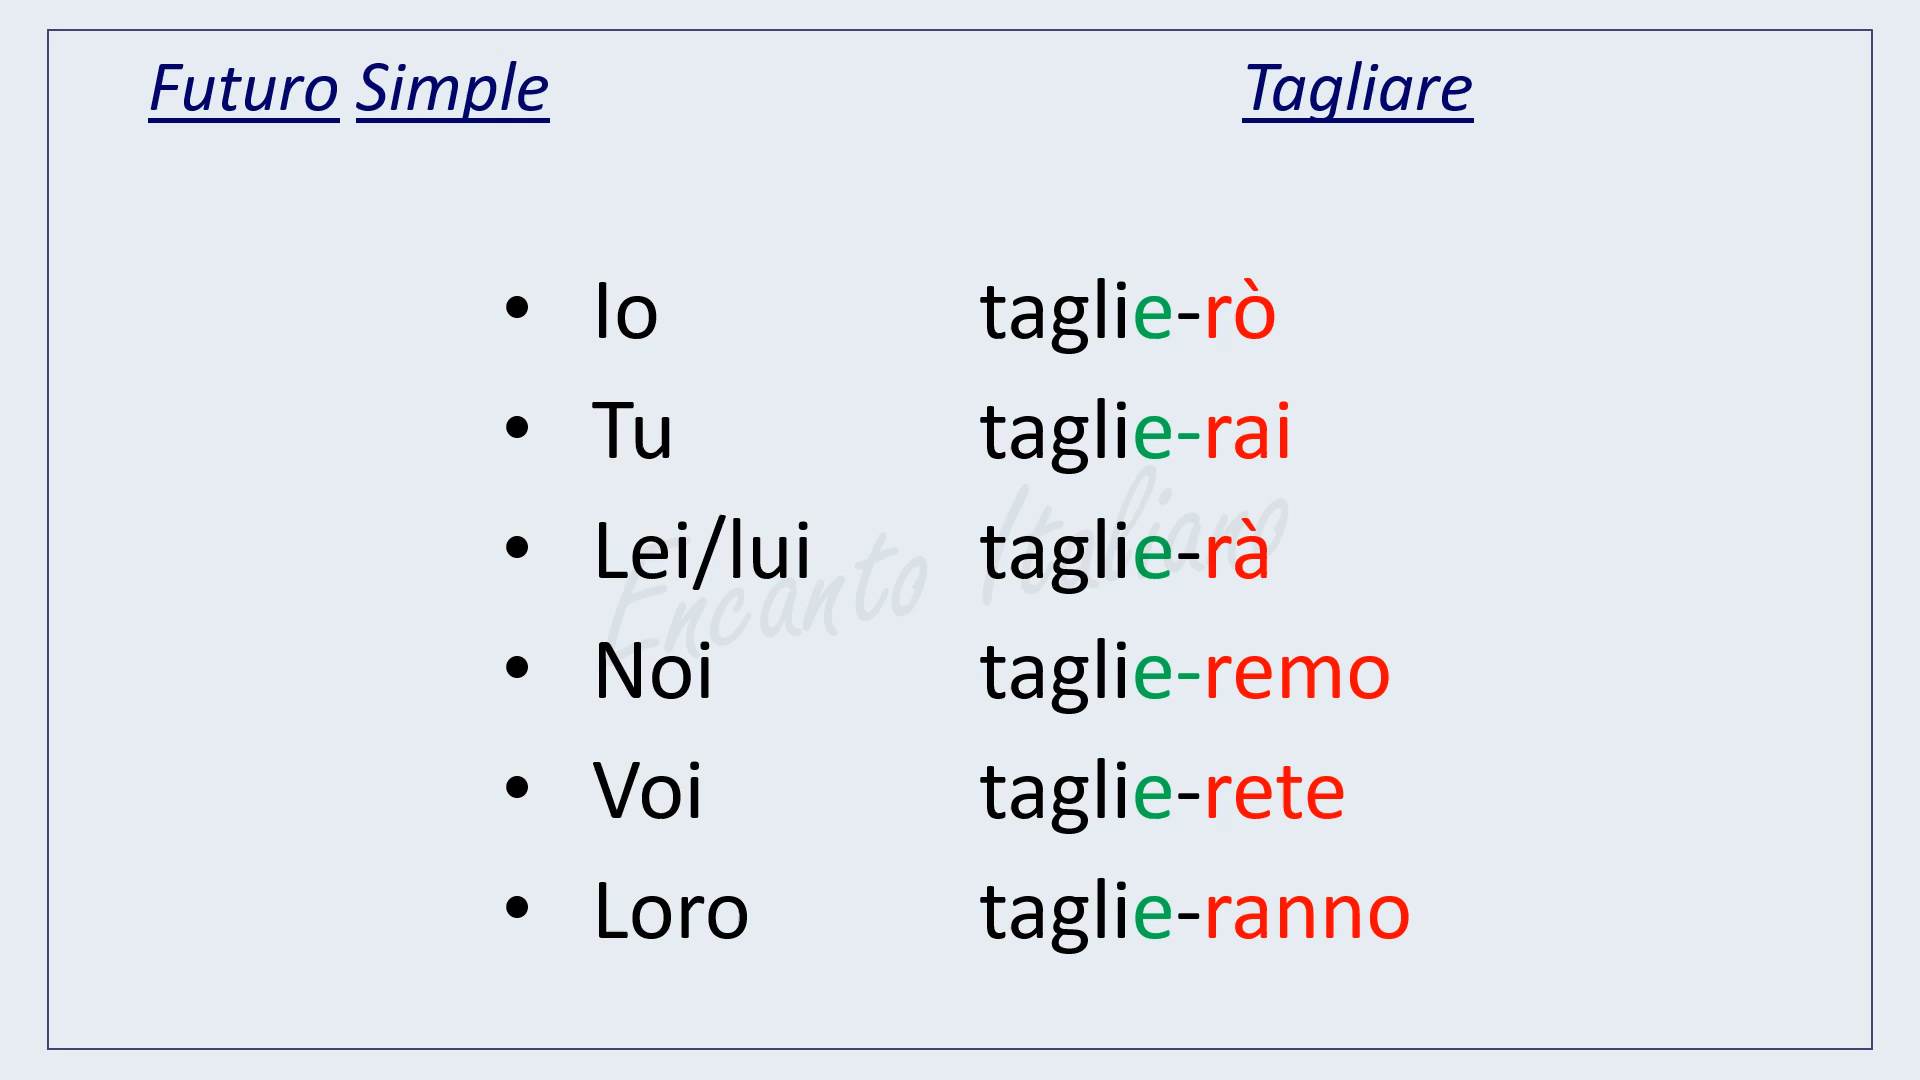 Futuro Simple Tagliare
• Io taglie-rò
• Tu taglie-rai
• Lei/lui taglie-rà
• Noi taglie-remo
• Voi taglie-rete
• Loro taglie-ranno
Encanto Italiano